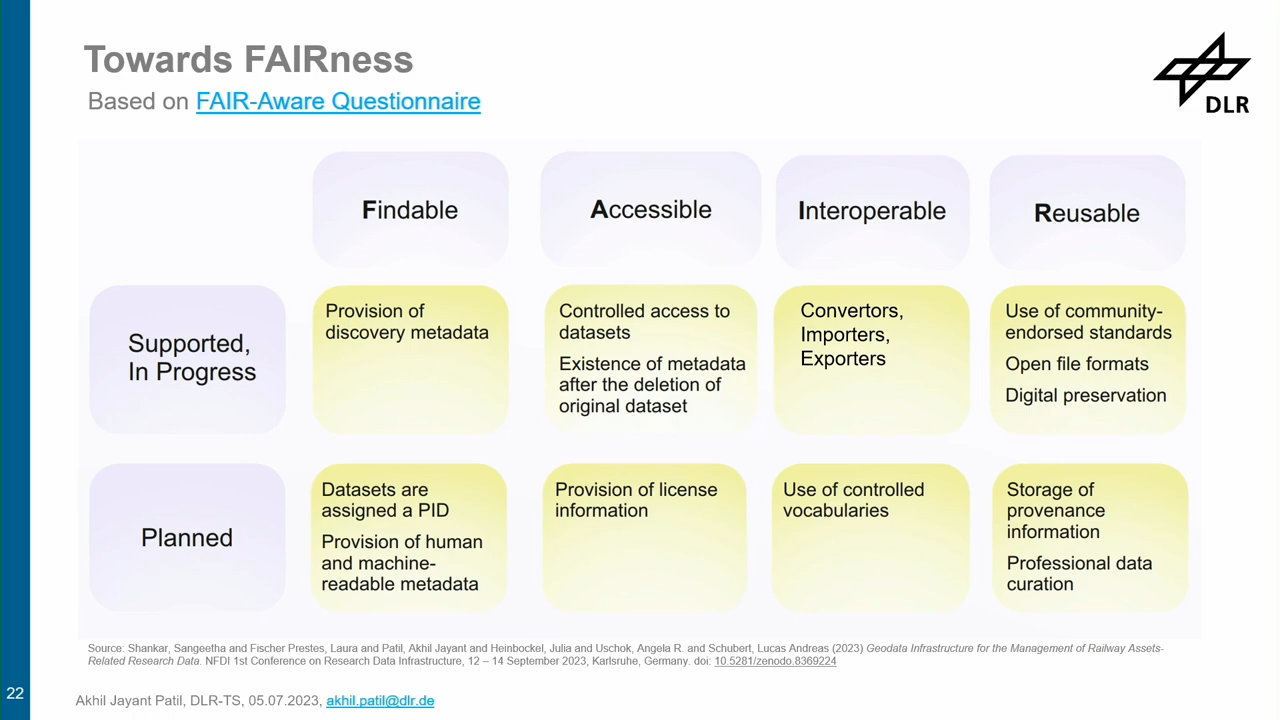 Towards FAIRness
Based on FAIR-Aware Questionnaire
DLR
Findable
Accessible
Interoperable
Reusable
Supported,
In Progress
Provision of
discovery metadata
Controlled access to
datasets
Existence of metadata
after the deletion of
original dataset
Convertors,
Importers,
Exporters
Use of community-
endorsed standards
Open file formats
Digital preservation
Planned
Datasets are
assigned a PID
Provision of human
and machine-
readable metadata
Provision of license
information
Use of controlled
vocabularies
Storage of
provenance
information
Professional data
curation
Source: Shankar, Sangeetha and Fischer Prestes, Laura and Patil, Akhil Jayant and Heinbockel, Julia and Uschok, Angela R. and Schubert, Lucas Andreas (2023) Geodata Infrastructure for the Management of Railway Assets-
Related Research Data. NFDI 1st Conference on Research Data Infrastructure, 12 – 14 September 2023, Karlsruhe, Germany. doi: 10.5281/zenodo.8369224
22
Akhil Jayant Patil, DLR-TS, 05.07.2023, akhil.patil@dlr.de